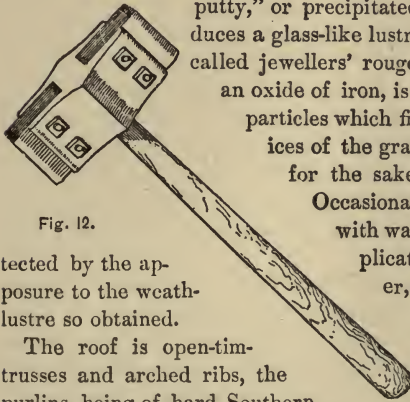 putty,” or precipitated
duces a glass-like lustr
called jewellers' rouge
an oxide of iron, is
particles which fi
ices of the gra
for the sake
Occasiona
with wa
plicat
er,
Fig. 12.
tected by the ap-
posure to the weath-
lustre so obtained.
The roof is open-tim-
trusses and arched ribs, the
purlins being of hard Southern